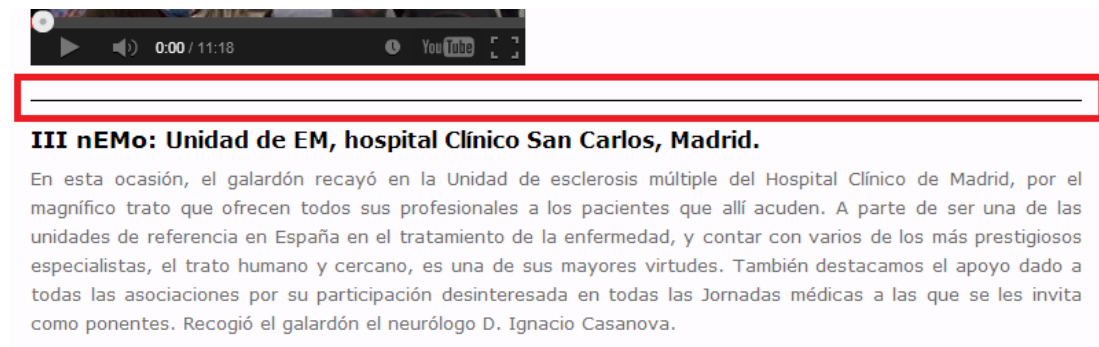 0:00 / 11:18 YouTube
III nEMo: Unidad de EM, hospital Clínico San Carlos, Madrid.
En esta ocasión, el galardón recayó en la Unidad de esclerosis múltiple del Hospital Clínico de Madrid, por el
magnífico trato que ofrecen todos sus profesionales a los pacientes que allí acuden. A parte de ser una de las
unidades de referencia en España en el tratamiento de la enfermedad, y contar con varios de los más prestigiosos
especialistas, el trato humano y cercano, es una de sus mayores virtudes. También destacamos el apoyo dado a
todas las asociaciones por su participación desinteresada en todas las Jornadas médicas a las que se les invita
como ponentes. Recogió el galardón el neurólogo D. Ignacio Casanova.